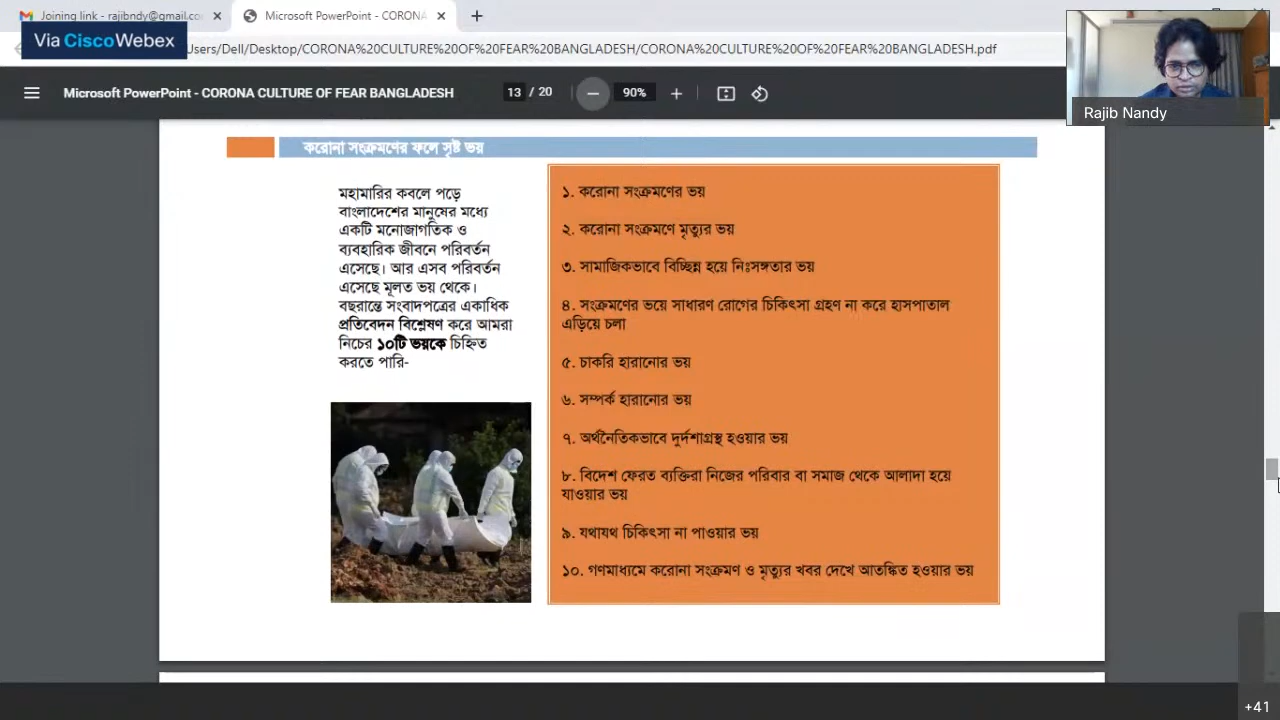 Joining link - rajibndy@gmail.co
Microsoft PowerPoint - CORONA
Via CiscoWebex
Users/Dell/Desktop/CORONA%20CULTURE%20OF%20FEAR%20BANGLADESH/CORONA%20CULTURE%20OF%20FEAR%20BANGLADESH.pdf
Microsoft PowerPoint - CORONA CULTURE OF FEAR BANGLADESH
13 / 20
90%
Rajib Nandy
করোনা সংক্রমণের ফলে সৃষ্ট ভয়
মহামারির কবলে পড়ে
বাংলাদেশের মানুষের মধ্যে
একটি মনোজাগতিক ও
ব্যবহারিক জীবনে পরিবর্তন
এসেছে। আর এসব পরিবর্তন
এসেছে মূলত ভয় থেকে।
বছরান্তে সংবাদপত্রের একাধিক
প্রতিবেদন বিশ্লেষণ করে আমরা
নিচের ১০টি ভয়কে চিহ্নিত
করতে পারি-
১. করোনা সংক্রমণের ভয়
২. করোনা সংক্রমণে মৃত্যুর ভয়
৩. সামাজিকভাবে বিচ্ছিন্ন হয়ে নিঃসঙ্গতার ভয়
৪. সংক্রমণের ভয়ে সাধারণ রোগের চিকিৎসা গ্রহণ না করে হাসপাতাল
এড়িয়ে চলা
৫. চাকরি হারানোর ভয়
৬. সম্পর্ক হারানোর ভয়
৭. অর্থনৈতিকভাবে দুর্দশাগ্রস্থ হওয়ার ভয়
৮. বিদেশ ফেরত ব্যক্তিরা নিজের পরিবার বা সমাজ থেকে আলাদা হয়ে
যাওয়ার ভয়
৯. যথাযথ চিকিৎসা না পাওয়ার ভয়
১০. গণমাধ্যমে করোনা সংক্রমণ ও মৃত্যুর খবর দেখে আতঙ্কিত হওয়ার ভয়
+41